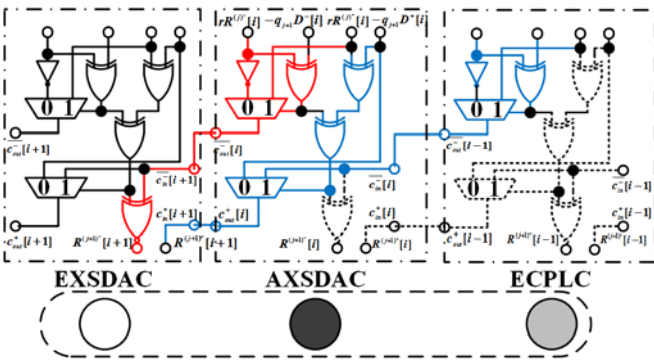 rR^(j)^-[i] -q_{j+1}D^-[i] rR^(j)^+[i] -q_{j+1}D^+[i]
0 1 0 1 0 1
c^-_{out}[i+1] c^-_{out}[i] c^-_{out}[i-1]
c^-_{in}[i+1] c^-_{in}[i] c^-_{in}[i-1]
0 1 0 1 0 1
c^+_{in}[i+1] c^+_{out}[i] c^+_{in}[i] c^+_{in}[i-1]
c^+_{out}[i+1] c^+_{out}[i-1]
R^{(j+1)^-}[i+1] R^{(j+1)^+}[i+1] R^{(j+1)^-}[i] R^{(j+1)^+}[i] R^{(j+1)^-}[i-1] R^{(j+1)^+}[i-1]
EXSDAC AXSDAC ECPLC